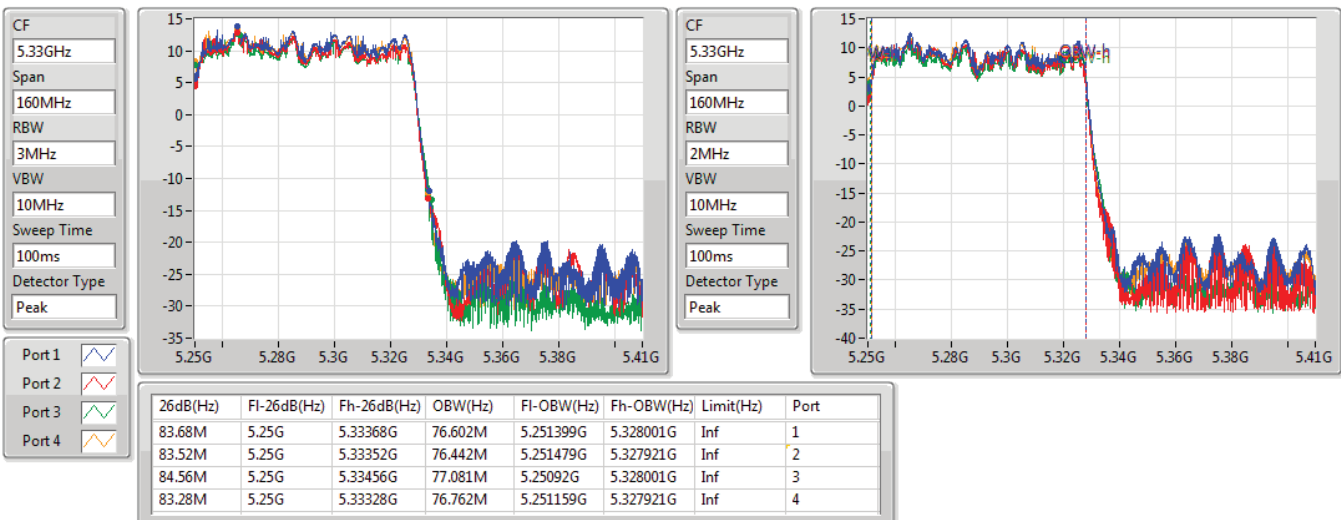 CF
5.33GHz
Span
160MHz
RBW
3MHz
VBW
10MHz
Sweep Time
100ms
Detector Type
Peak
15
10
5
0
-5
-10
-15
-20
-25
-30
-35
5.25G 5.28G 5.3G 5.32G 5.34G 5.36G 5.38G 5.41G
CF
5.33GHz
Span
160MHz
RBW
2MHz
VBW
10MHz
Sweep Time
100ms
Detector Type
Peak
15
10
5
0
-5
-10
-15
-20
-25
-30
-35
-40
OBW-h
5.25G 5.28G 5.3G 5.32G 5.34G 5.36G 5.38G 5.41G
Port 1
Port 2
Port 3
Port 4
26dB(Hz) Fl-26dB(Hz) Fh-26dB(Hz) OBW(Hz) Fl-OBW(Hz) Fh-OBW(Hz) Limit(Hz) Port
83.68M 5.25G 5.33368G 76.602M 5.251399G 5.328001G Inf 1
83.52M 5.25G 5.33352G 76.442M 5.251479G 5.327921G Inf 2
84.56M 5.25G 5.33456G 77.081M 5.25092G 5.328001G Inf 3
83.28M 5.25G 5.33328G 76.762M 5.251159G 5.327921G Inf 4